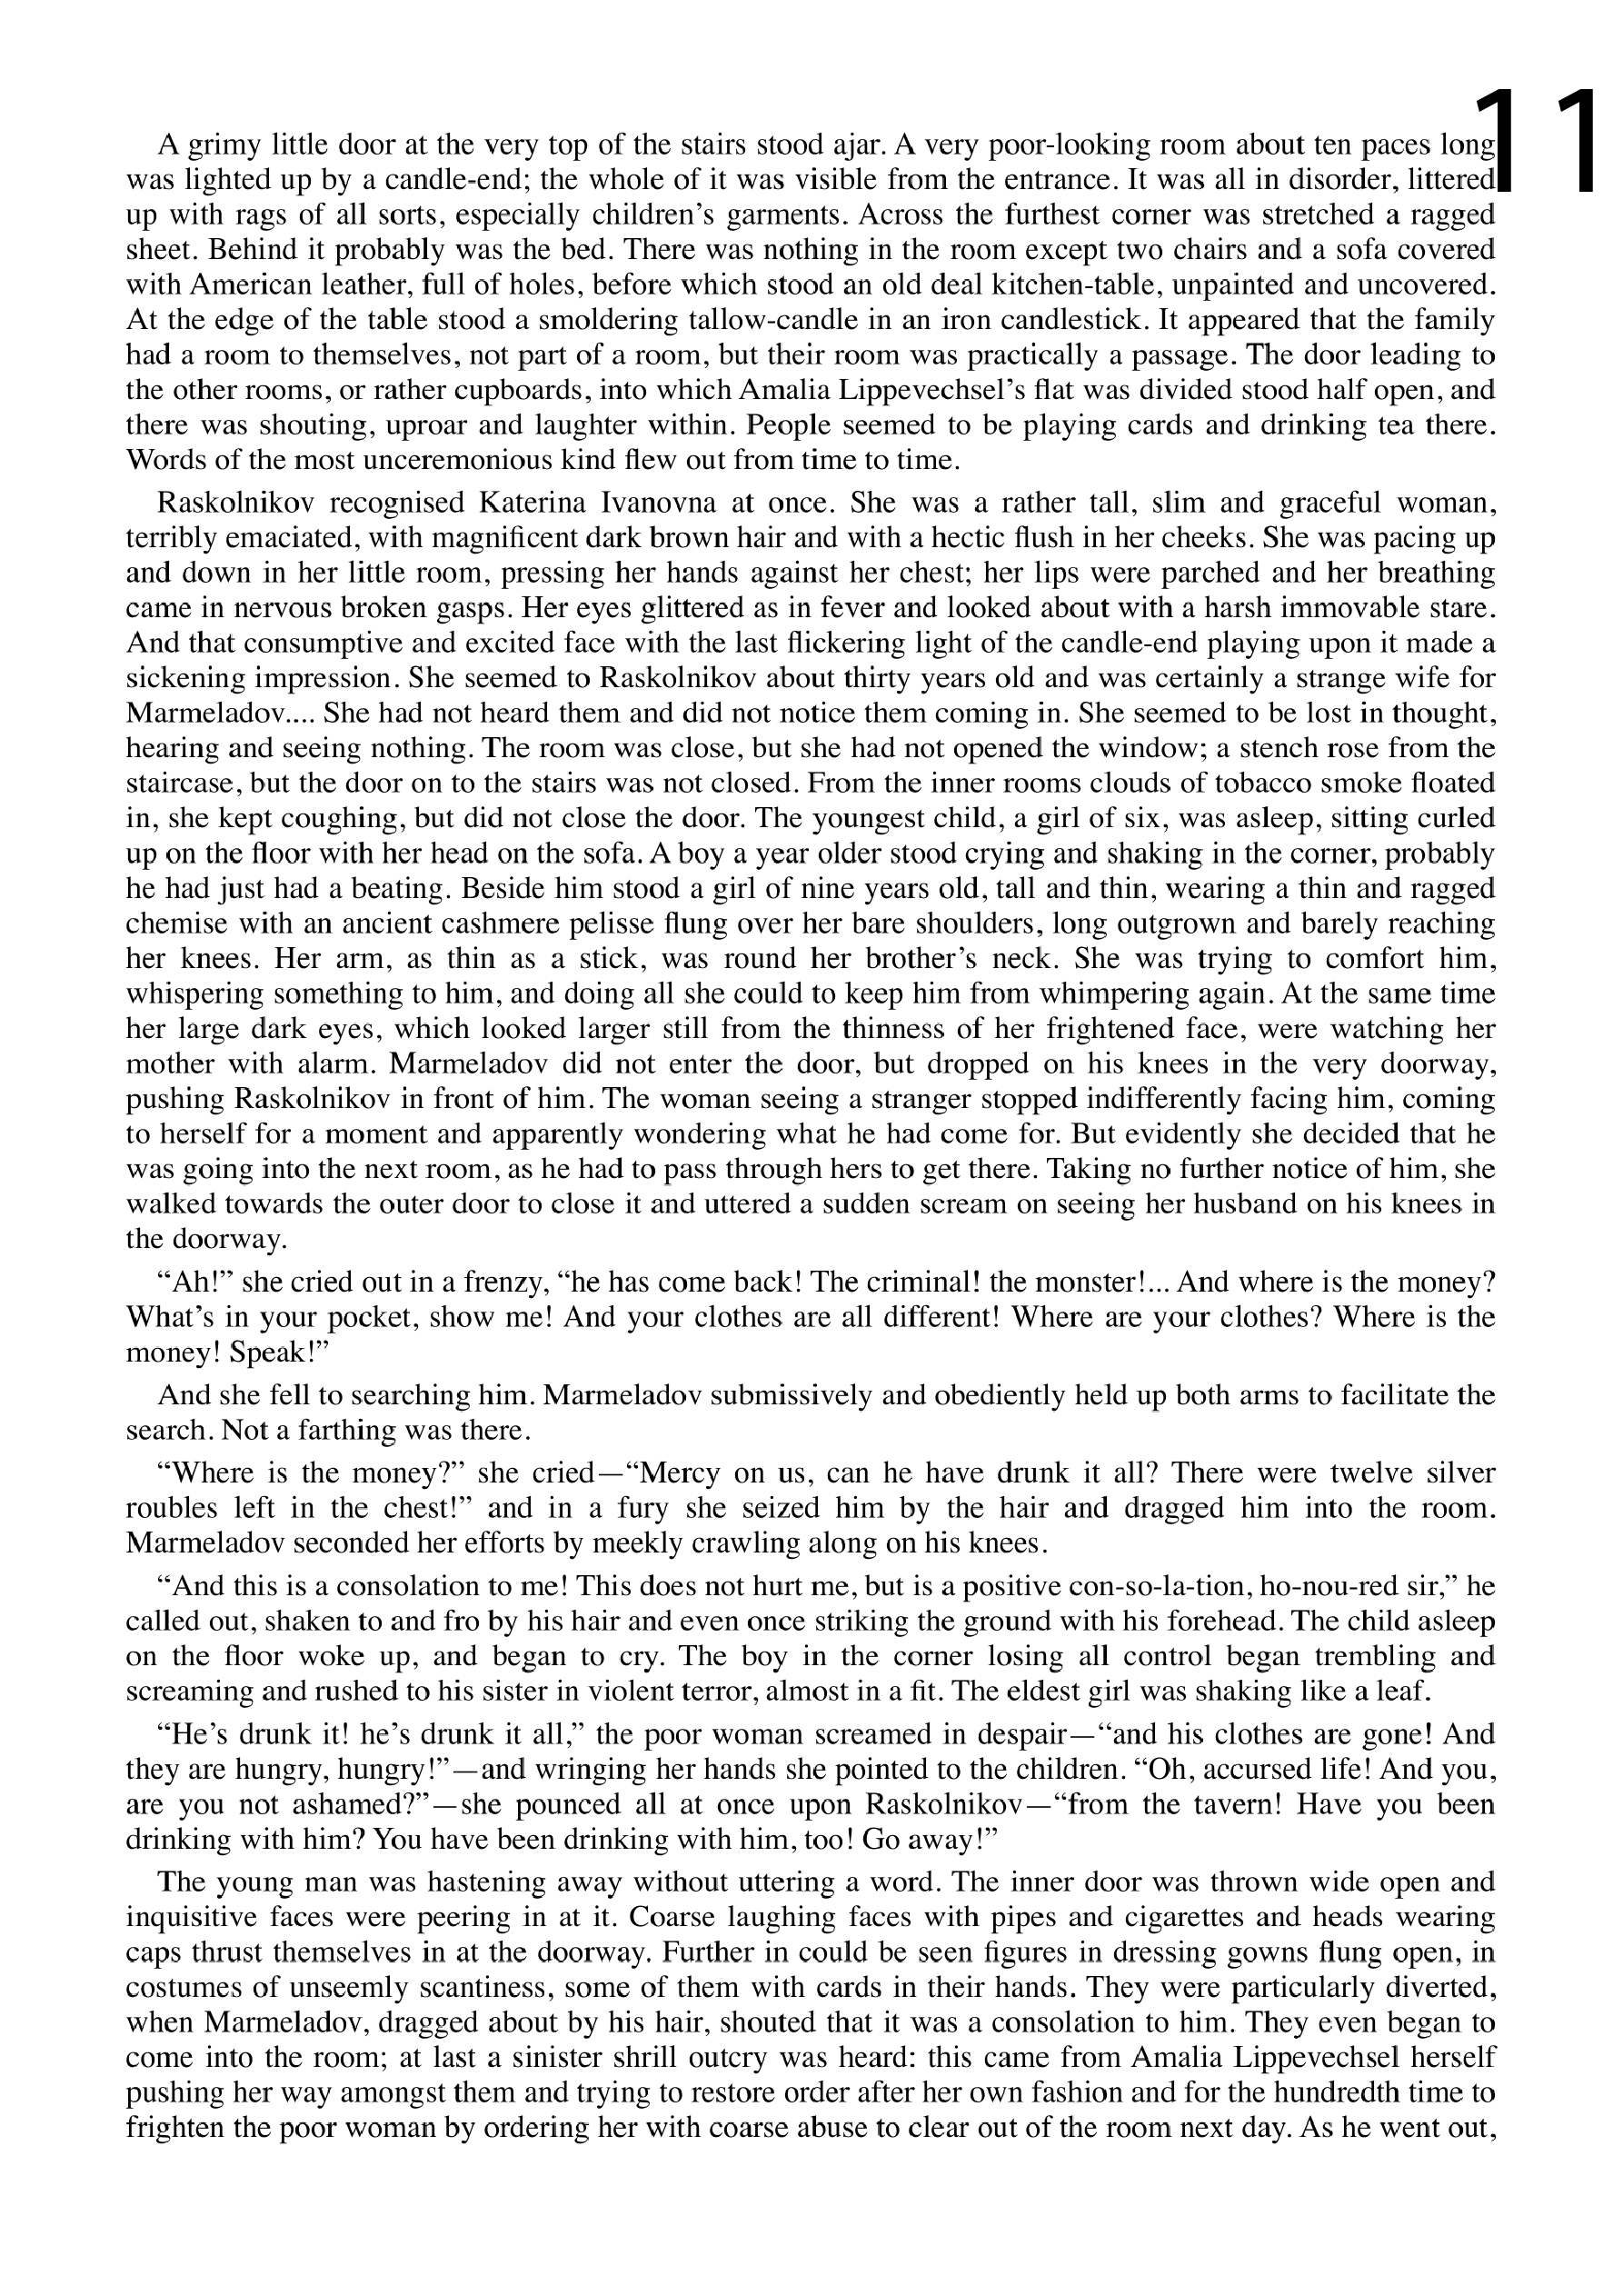 11
A grimy little door at the very top of the stairs stood ajar. A very poor-looking room about ten paces long
was lighted up by a candle-end; the whole of it was visible from the entrance. It was all in disorder, littered
up with rags of all sorts, especially children’s garments. Across the furthest corner was stretched a ragged
sheet. Behind it probably was the bed. There was nothing in the room except two chairs and a sofa covered
with American leather, full of holes, before which stood an old deal kitchen-table, unpainted and uncovered.
At the edge of the table stood a smoldering tallow-candle in an iron candlestick. It appeared that the family
had a room to themselves, not part of a room, but their room was practically a passage. The door leading to
the other rooms, or rather cupboards, into which Amalia Lippevechsel’s flat was divided stood half open, and
there was shouting, uproar and laughter within. People seemed to be playing cards and drinking tea there.
Words of the most unceremonious kind flew out from time to time.
Raskolnikov recognised Katerina Ivanovna at once. She was a rather tall, slim and graceful woman,
terribly emaciated, with magnificent dark brown hair and with a hectic flush in her cheeks. She was pacing up
and down in her little room, pressing her hands against her chest; her lips were parched and her breathing
came in nervous broken gasps. Her eyes glittered as in fever and looked about with a harsh immovable stare.
And that consumptive and excited face with the last flickering light of the candle-end playing upon it made a
sickening impression. She seemed to Raskolnikov about thirty years old and was certainly a strange wife for
Marmeladov.... She had not heard them and did not notice them coming in. She seemed to be lost in thought,
hearing and seeing nothing. The room was close, but she had not opened the window; a stench rose from the
staircase, but the door on to the stairs was not closed. From the inner rooms clouds of tobacco smoke floated
in, she kept coughing, but did not close the door. The youngest child, a girl of six, was asleep, sitting curled
up on the floor with her head on the sofa. A boy a year older stood crying and shaking in the corner, probably
he had just had a beating. Beside him stood a girl of nine years old, tall and thin, wearing a thin and ragged
chemise with an ancient cashmere pelisse flung over her bare shoulders, long outgrown and barely reaching
her knees. Her arm, as thin as a stick, was round her brother’s neck. She was trying to comfort him,
whispering something to him, and doing all she could to keep him from whimpering again. At the same time
her large dark eyes, which looked larger still from the thinness of her frightened face, were watching her
mother with alarm. Marmeladov did not enter the door, but dropped on his knees in the very doorway,
pushing Raskolnikov in front of him. The woman seeing a stranger stopped indifferently facing him, coming
to herself for a moment and apparently wondering what he had come for. But evidently she decided that he
was going into the next room, as he had to pass through hers to get there. Taking no further notice of him, she
walked towards the outer door to close it and uttered a sudden scream on seeing her husband on his knees in
the doorway.
“Ah!” she cried out in a frenzy, “he has come back! The criminal! the monster!... And where is the money?
What’s in your pocket, show me! And your clothes are all different! Where are your clothes? Where is the
money! Speak!”
And she fell to searching him. Marmeladov submissively and obediently held up both arms to facilitate the
search. Not a farthing was there.
“Where is the money?” she cried—“Mercy on us, can he have drunk it all? There were twelve silver
roubles left in the chest!” and in a fury she seized him by the hair and dragged him into the room.
Marmeladov seconded her efforts by meekly crawling along on his knees.
“And this is a consolation to me! This does not hurt me, but is a positive con-so-la-tion, ho-nou-red sir,” he
called out, shaken to and fro by his hair and even once striking the ground with his forehead. The child asleep
on the floor woke up, and began to cry. The boy in the corner losing all control began trembling and
screaming and rushed to his sister in violent terror, almost in a fit. The eldest girl was shaking like a leaf.
“He’s drunk it! he’s drunk it all,” the poor woman screamed in despair—“and his clothes are gone! And
they are hungry, hungry!”—and wringing her hands she pointed to the children. “Oh, accursed life! And you,
are you not ashamed?”—she pounced all at once upon Raskolnikov—“from the tavern! Have you been
drinking with him? You have been drinking with him, too! Go away!”
The young man was hastening away without uttering a word. The inner door was thrown wide open and
inquisitive faces were peering in at it. Coarse laughing faces with pipes and cigarettes and heads wearing
caps thrust themselves in at the doorway. Further in could be seen figures in dressing gowns flung open, in
costumes of unseemly scantiness, some of them with cards in their hands. They were particularly diverted,
when Marmeladov, dragged about by his hair, shouted that it was a consolation to him. They even began to
come into the room; at last a sinister shrill outcry was heard: this came from Amalia Lippevechsel herself
pushing her way amongst them and trying to restore order after her own fashion and for the hundredth time to
frighten the poor woman by ordering her with coarse abuse to clear out of the room next day. As he went out,